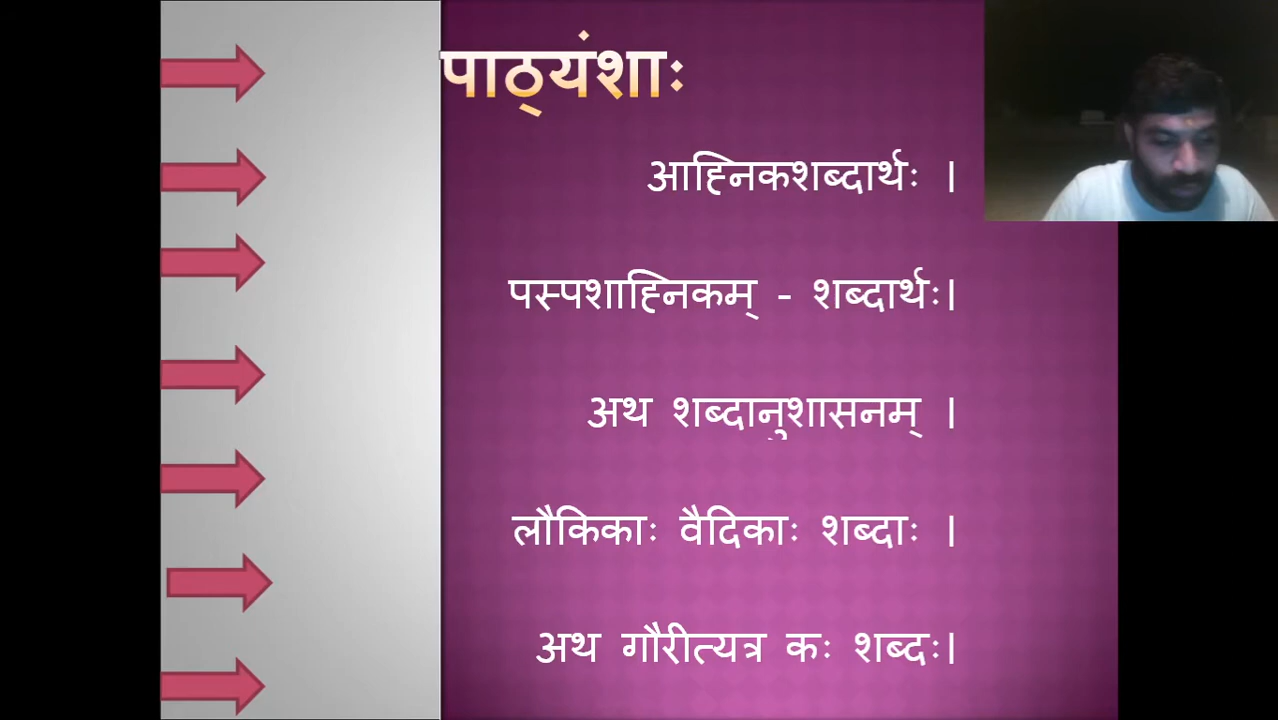 पाठ्यंशाः
आह्निकशब्दार्थः ।
पस्पशाह्निकम् - शब्दार्थः।
अथ शब्दानुशासनम् ।
लौकिकाः वैदिकाः शब्दाः ।
अथ गौरीत्यत्र कः शब्दः।